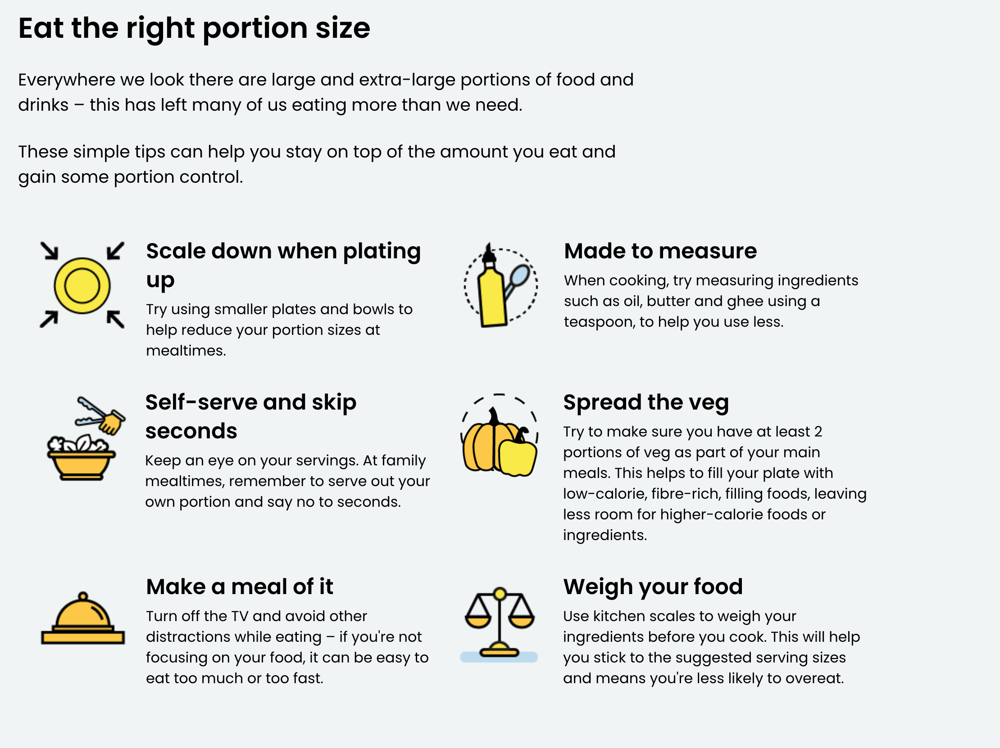 Eat the right portion size
Everywhere we look there are large and extra-large portions of food and
drinks – this has left many of us eating more than we need.
These simple tips can help you stay on top of the amount you eat and
gain some portion control.
Scale down when plating
up
Try using smaller plates and bowls to
help reduce your portion sizes at
mealtimes.
Made to measure
When cooking, try measuring ingredients
such as oil, butter and ghee using a
teaspoon, to help you use less.
Self-serve and skip
seconds
Keep an eye on your servings. At family
mealtimes, remember to serve out your
own portion and say no to seconds.
Spread the veg
Try to make sure you have at least 2
portions of veg as part of your main
meals. This helps to fill your plate with
low-calorie, fibre-rich, filling foods, leaving
less room for higher-calorie foods or
ingredients.
Make a meal of it
Turn off the TV and avoid other
distractions while eating – if you're not
focusing on your food, it can be easy to
eat too much or too fast.
Weigh your food
Use kitchen scales to weigh your
ingredients before you cook. This will help
you stick to the suggested serving sizes
and means you're less likely to overeat.